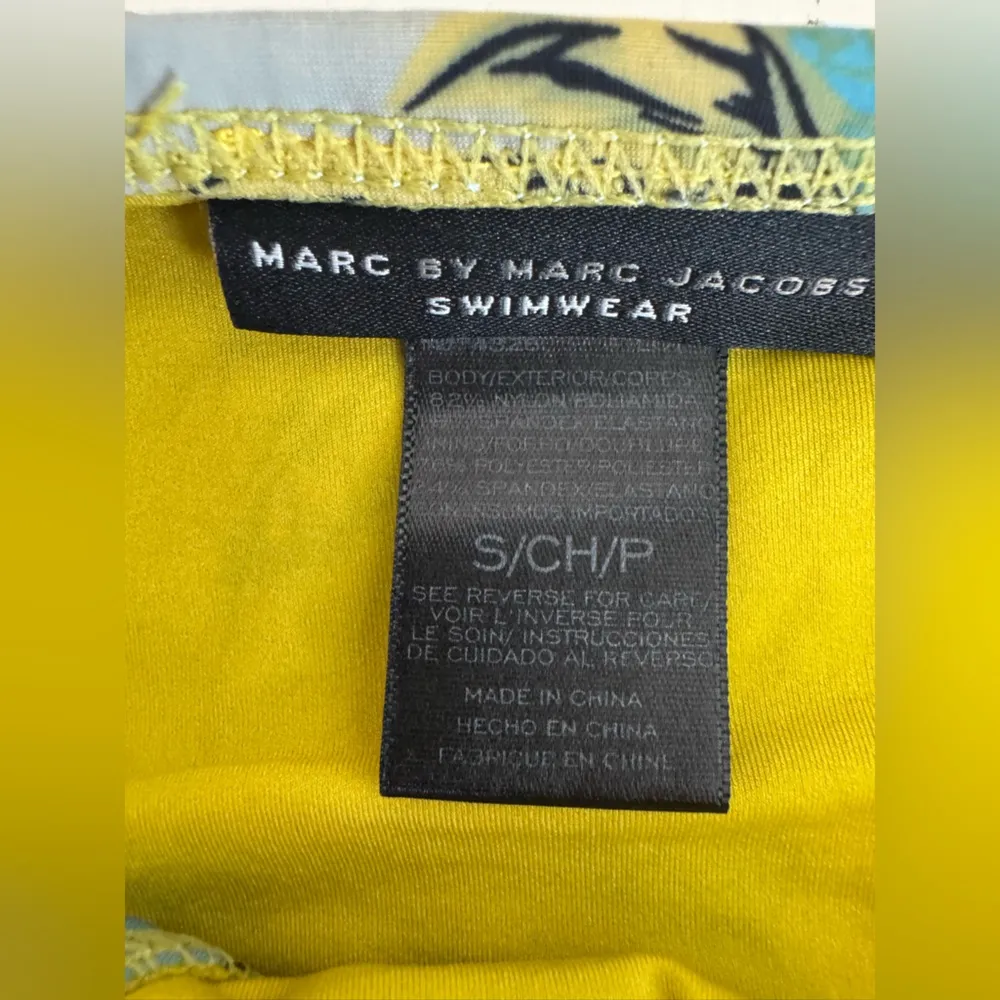 MARC BY MARC JACOBS
SWIMWEAR
BODY/EXTERIOR/CORPS
82% NYLON/POLIAMIDA
SPANDEX/ELASTANO
76% POLYESTER/POLIESTER
24% SPANDEX/ELASTANO
S/CH/P
SEE REVERSE FOR CARE/
VOIR L'INVERSE POUR
LE SOIN/ INSTRUCCIONES
DE CUIDADO AL REVERSO
MADE IN CHINA
HECHO EN CHINA
FABRIQUE EN CHINE